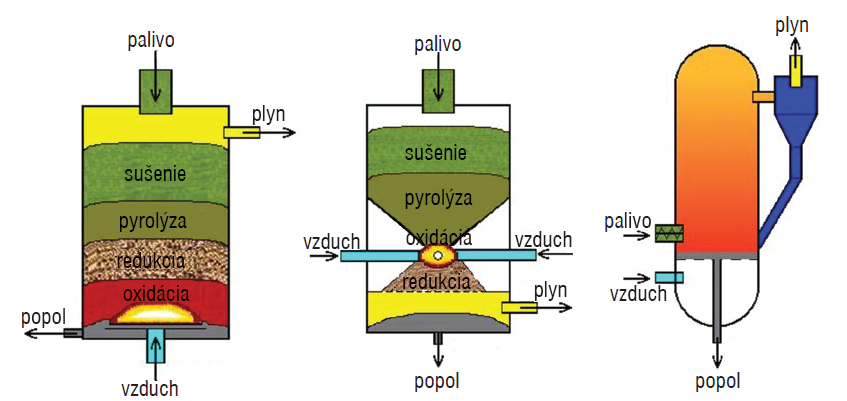 palivo
plyn
sušenie
pyrolýza
redukcia
oxidácia
popol
vzduch
palivo
sušenie
pyrolýza
oxidácia
vzduch
vzduch
redukcia
plyn
popol
plyn
palivo
vzduch
popol